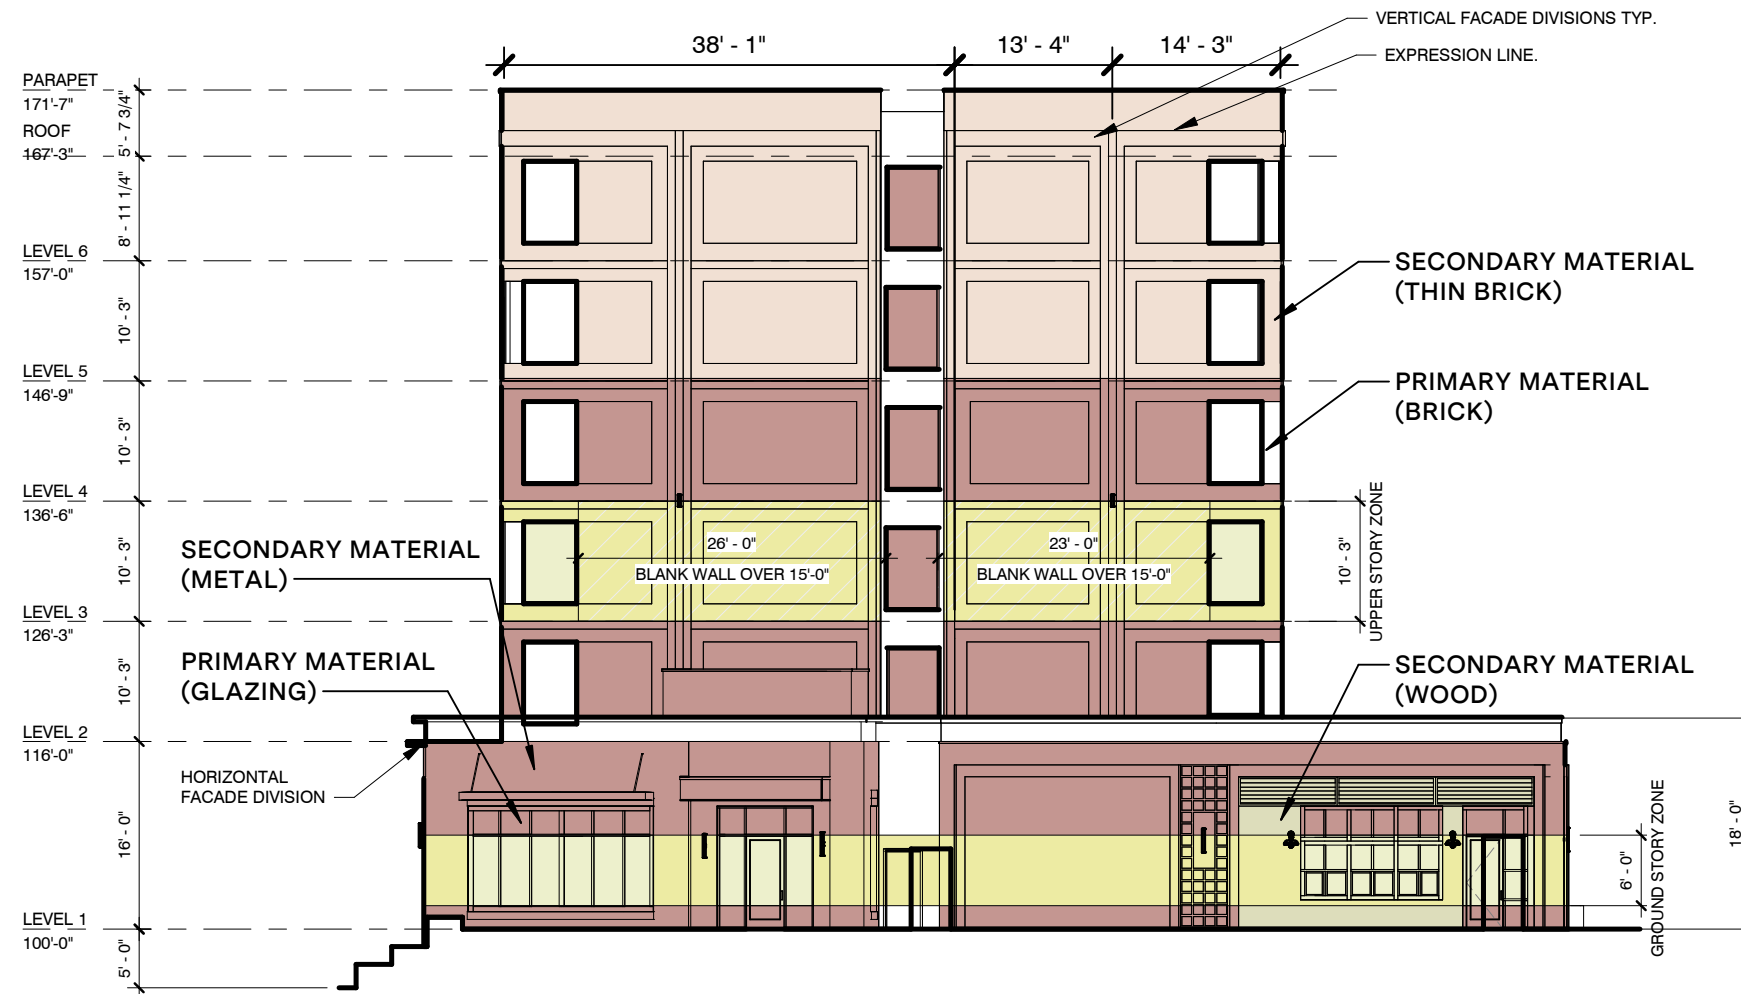 VERTICAL FACADE DIVISIONS TYP.
38' - 1"
13' - 4"
14' - 3"
EXPRESSION LINE.
PARAPET
171'-7"
5' - 7 3/4"
ROOF
167'-3"
8' - 11 1/4"
LEVEL 6
157'-0"
SECONDARY MATERIAL
(THIN BRICK)
10' - 3"
LEVEL 5
146'-9"
PRIMARY MATERIAL
(BRICK)
10' - 3"
LEVEL 4
136'-6"
SECONDARY MATERIAL
(METAL)
10' - 3"
26' - 0"
BLANK WALL OVER 15'-0"
23' - 0"
BLANK WALL OVER 15'-0"
10' - 3"
UPPER STORY ZONE
LEVEL 3
126'-3"
PRIMARY MATERIAL
(GLAZING)
10' - 3"
SECONDARY MATERIAL
(WOOD)
LEVEL 2
116'-0"
HORIZONTAL
FACADE DIVISION
16' - 0"
6' - 0"
GROUND STORY ZONE
18' - 0"
LEVEL 1
100'-0"
5' - 0"